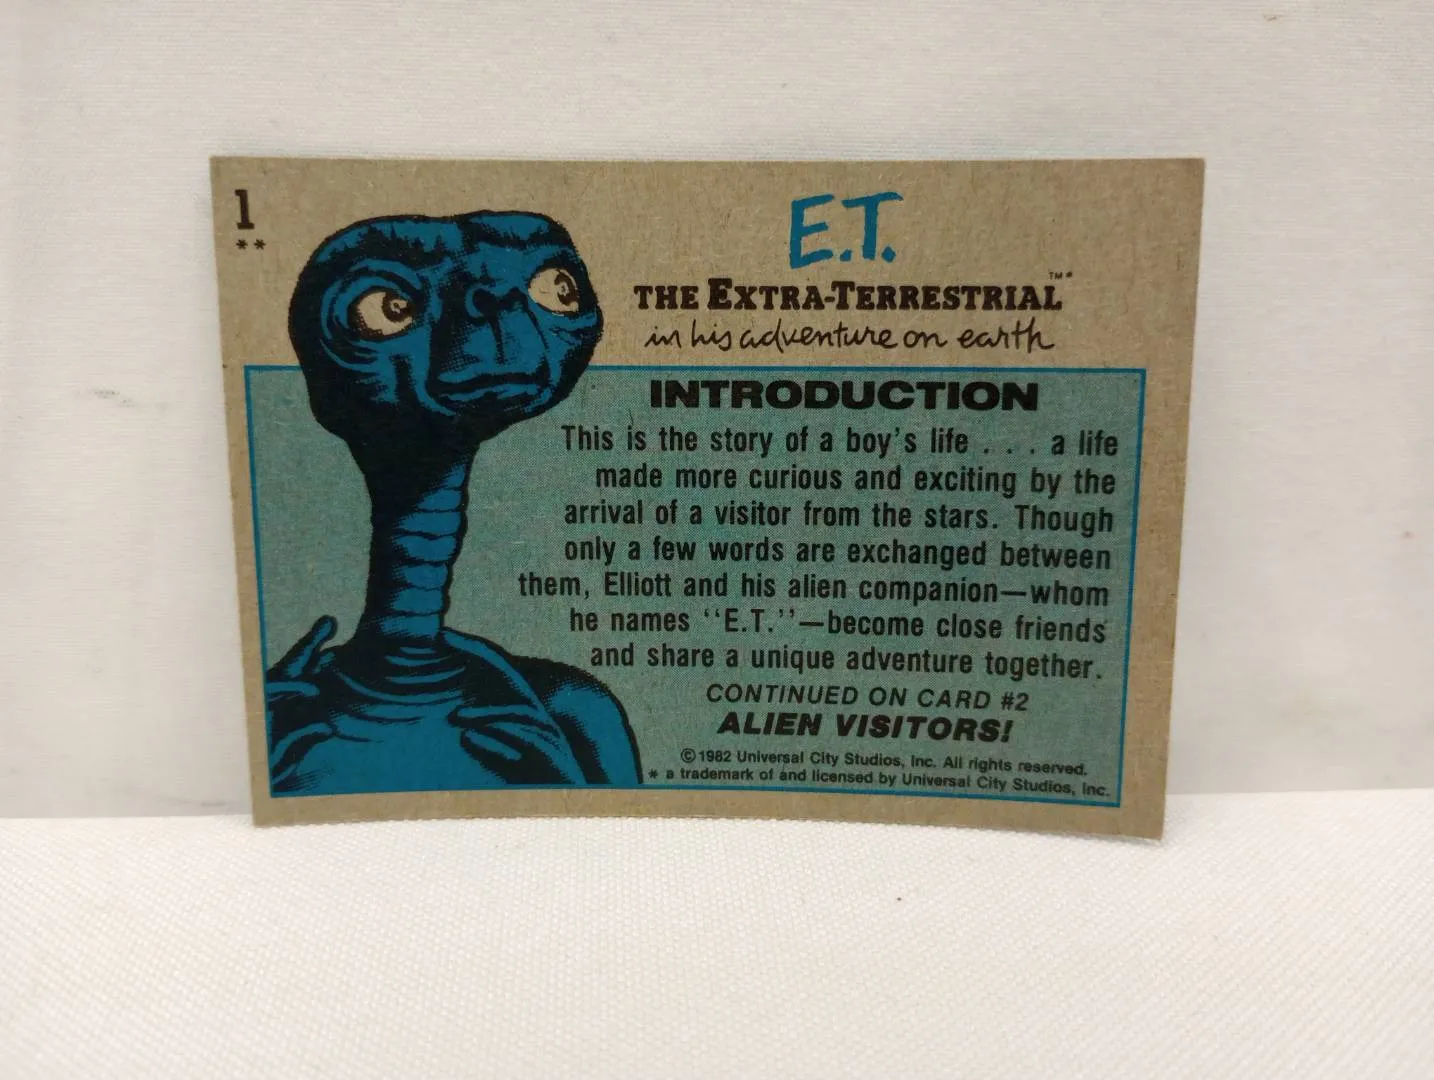 1
**
E.T.
THE EXTRA-TERRESTRIAL™*
in his adventure on earth
INTRODUCTION
This is the story of a boy's life . . . a life
made more curious and exciting by the
arrival of a visitor from the stars. Though
only a few words are exchanged between
them, Elliott and his alien companion—whom
he names ‘‘E.T.’’—become close friends
and share a unique adventure together.
CONTINUED ON CARD #2
ALIEN VISITORS!
©1982 Universal City Studios, Inc. All rights reserved.
* a trademark of and licensed by Universal City Studios, Inc.